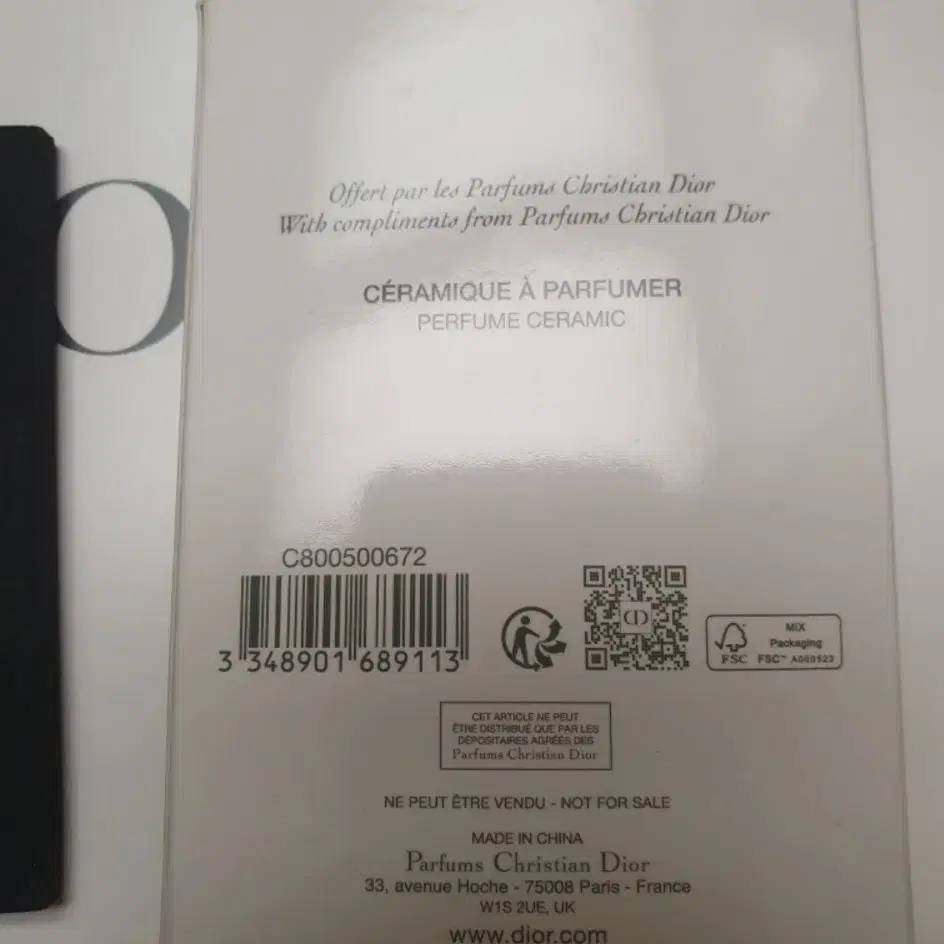 O
Offert par les Parfums Christian Dior
With compliments from Parfums Christian Dior
CÉRAMIQUE À PARFUMER
PERFUME CERAMIC
C800500672
3 348901 689113
CD
MIX
Packaging
FSC
FSC™ A000522
CET ARTICLE NE PEUT
ÊTRE DISTRIBUÉ QUE PAR LES
DÉPOSITAIRES AGRÉÉS DES
Parfums Christian Dior
NE PEUT ÊTRE VENDU - NOT FOR SALE
MADE IN CHINA
Parfums Christian Dior
33, avenue Hoche - 75008 Paris - France
W1S 2UE, UK
www.dior.com